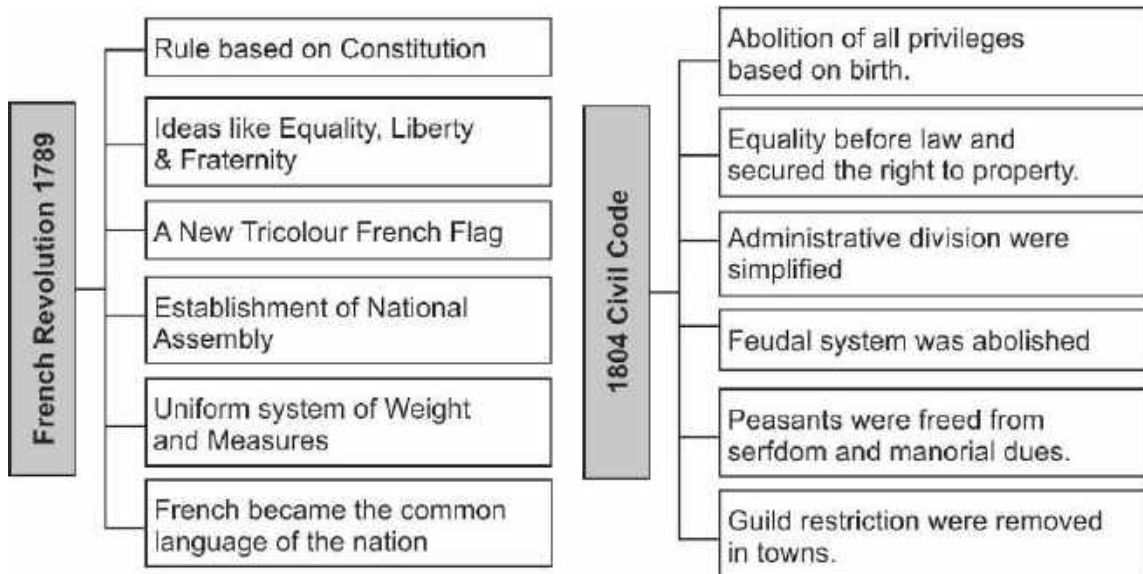 French Revolution 1789
Rule based on Constitution
Ideas like Equality, Liberty
& Fraternity
A New Tricolour French Flag
Establishment of National
Assembly
Uniform system of Weight
and Measures
French became the common
language of the nation
1804 Civil Code
Abolition of all privileges
based on birth.
Equality before law and
secured the right to property.
Administrative division were
simplified
Feudal system was abolished
Peasants were freed from
serfdom and manorial dues.
Guild restriction were removed
in towns.